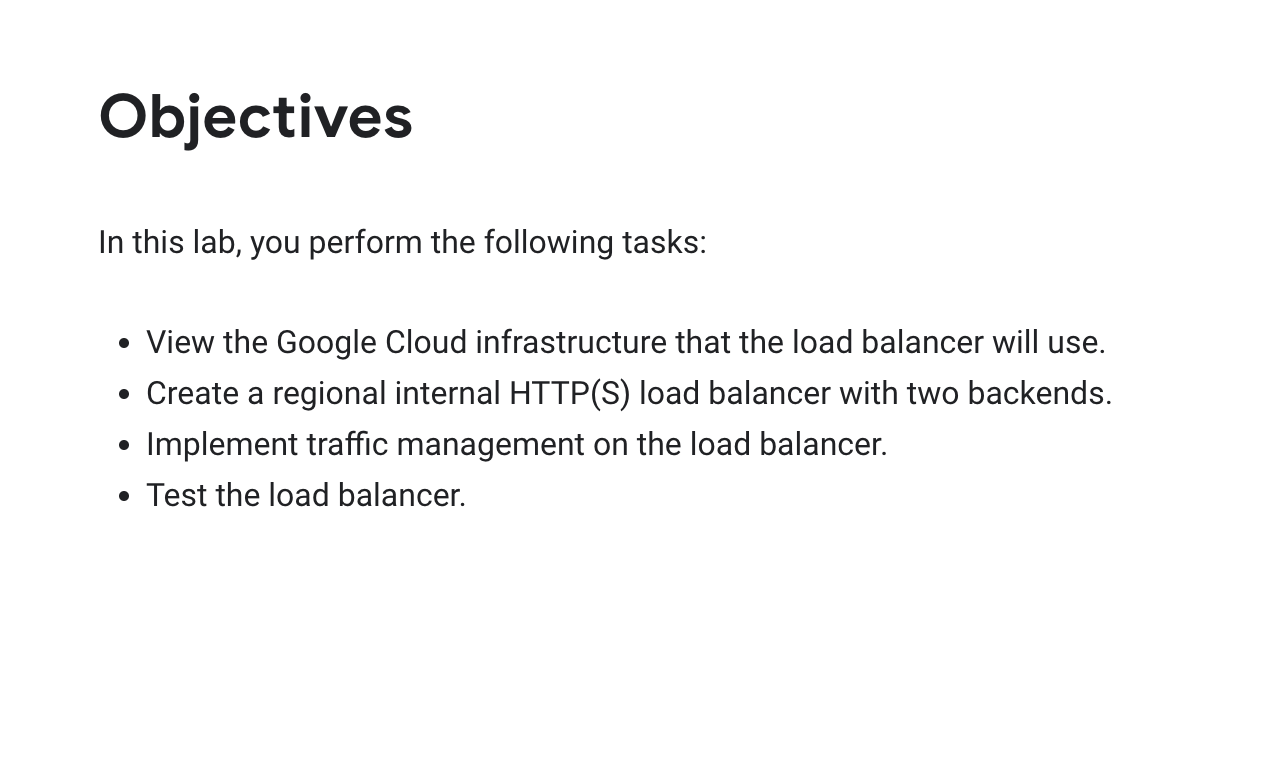 Objectives
In this lab, you perform the following tasks:
• View the Google Cloud infrastructure that the load balancer will use.
• Create a regional internal HTTP(S) load balancer with two backends.
• Implement traffic management on the load balancer.
• Test the load balancer.